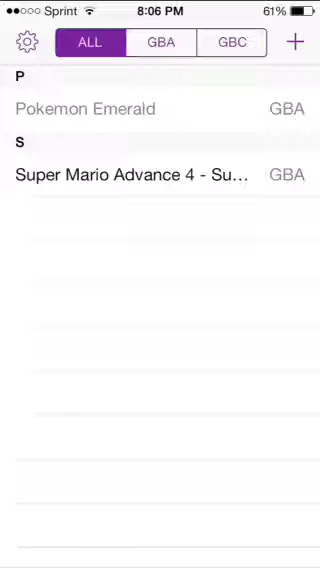 Sprint 8:06 PM 61%
ALL GBA GBC
P
Pokemon Emerald GBA
S
Super Mario Advance 4 - Su... GBA